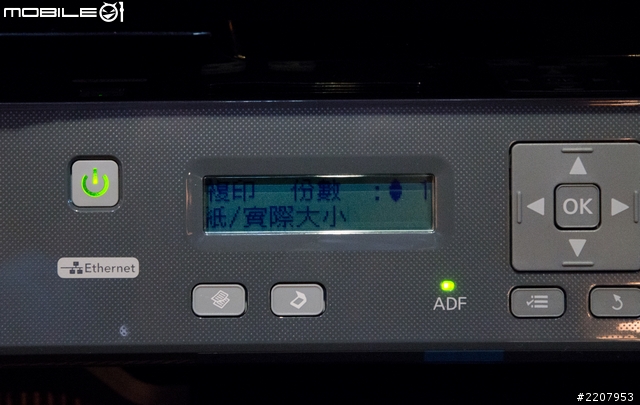 MOBILE01
複印 份數 : 1
紙/實際大小
OK
Ethernet
ADF
#2207953